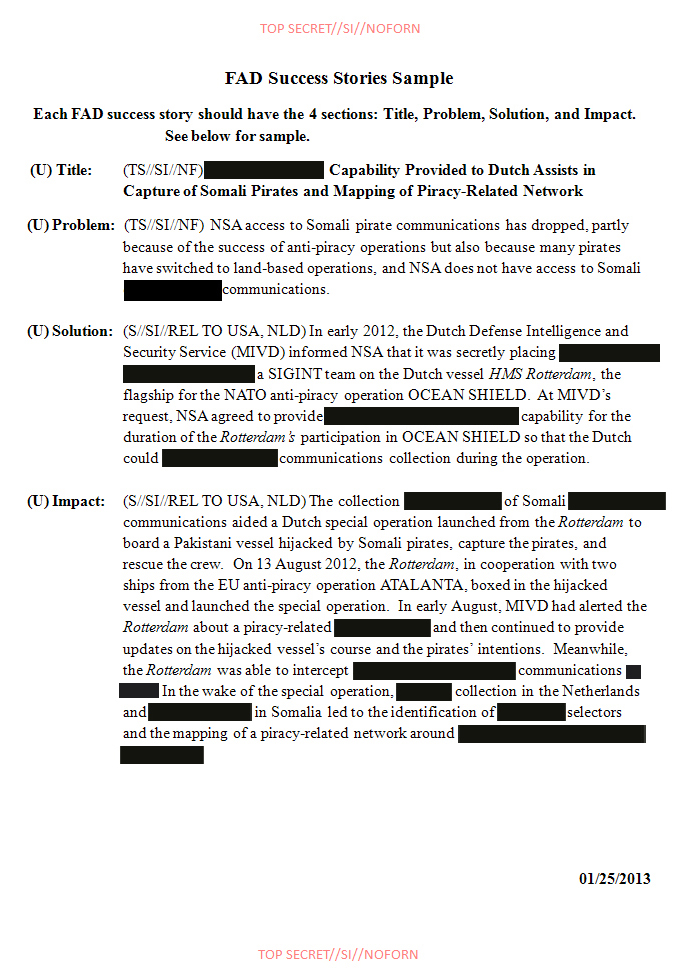 TOP SECRET//SI//NOFORN
FAD Success Stories Sample
Each FAD success story should have the 4 sections: Title, Problem, Solution, and Impact.
See below for sample.
(U) Title: (TS//SI//NF) Capability Provided to Dutch Assists in
Capture of Somali Pirates and Mapping of Piracy-Related Network
(U) Problem: (TS//SI//NF) NSA access to Somali pirate communications has dropped, partly
because of the success of anti-piracy operations but also because many pirates
have switched to land-based operations, and NSA does not have access to Somali
communications.
(U) Solution: (S//SI//REL TO USA, NLD) In early 2012, the Dutch Defense Intelligence and
Security Service (MIVD) informed NSA that it was secretly placing
a SIGINT team on the Dutch vessel HMS Rotterdam, the
flagship for the NATO anti-piracy operation OCEAN SHIELD. At MIVD's
request, NSA agreed to provide capability for the
duration of the Rotterdam's participation in OCEAN SHIELD so that the Dutch
could communications collection during the operation.
(U) Impact: (S//SI//REL TO USA, NLD) The collection of Somali
communications aided a Dutch special operation launched from the Rotterdam to
board a Pakistani vessel hijacked by Somali pirates, capture the pirates, and
rescue the crew. On 13 August 2012, the Rotterdam, in cooperation with two
ships from the EU anti-piracy operation ATALANTA, boxed in the hijacked
vessel and launched the special operation. In early August, MIVD had alerted the
Rotterdam about a piracy-related and then continued to provide
updates on the hijacked vessel's course and the pirates' intentions. Meanwhile,
the Rotterdam was able to intercept communications
In the wake of the special operation, collection in the Netherlands
and in Somalia led to the identification of selectors
and the mapping of a piracy-related network around
01/25/2013
TOP SECRET//SI//NOFORN